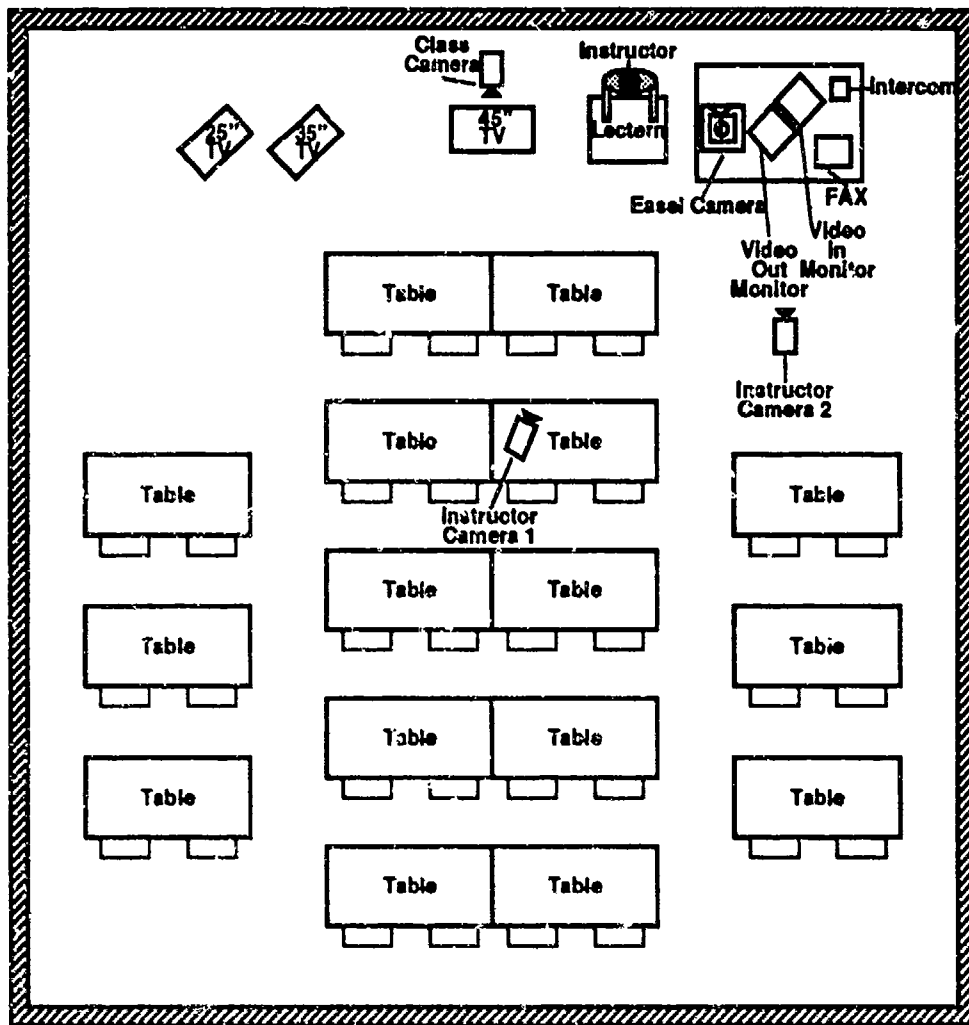 Class
Camera
Instructor
Intercom
25"
TV
35"
TV
45"
TV
Lectern
Easel Camera
FAX
Video
Out
Monitor
Video
In
Monitor
Table
Table
Instructor
Camera 2
Table
Table
Instructor
Camera 1
Table
Table
Table
Table
Table
Table
Table
Table
Table
Table
Table
Table